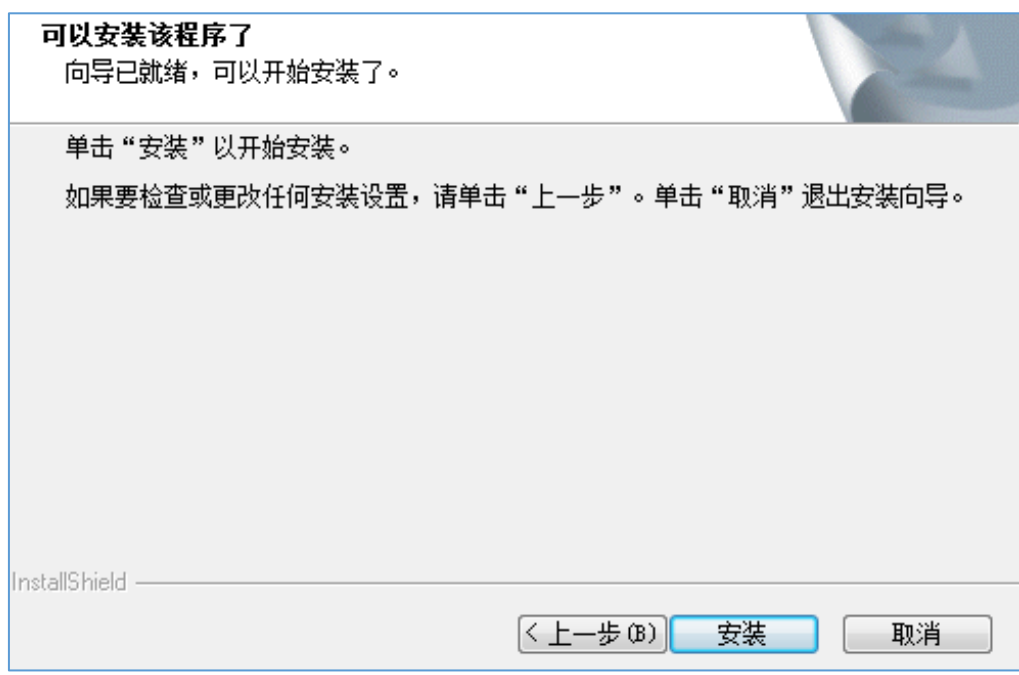 可以安装该程序了
向导已就绪，可以开始安装了。
单击“安装”以开始安装。
如果要检查或更改任何安装设置，请单击“上一步”。单击“取消”退出安装向导。
InstallShield
< 上一步(B)
安装
取消